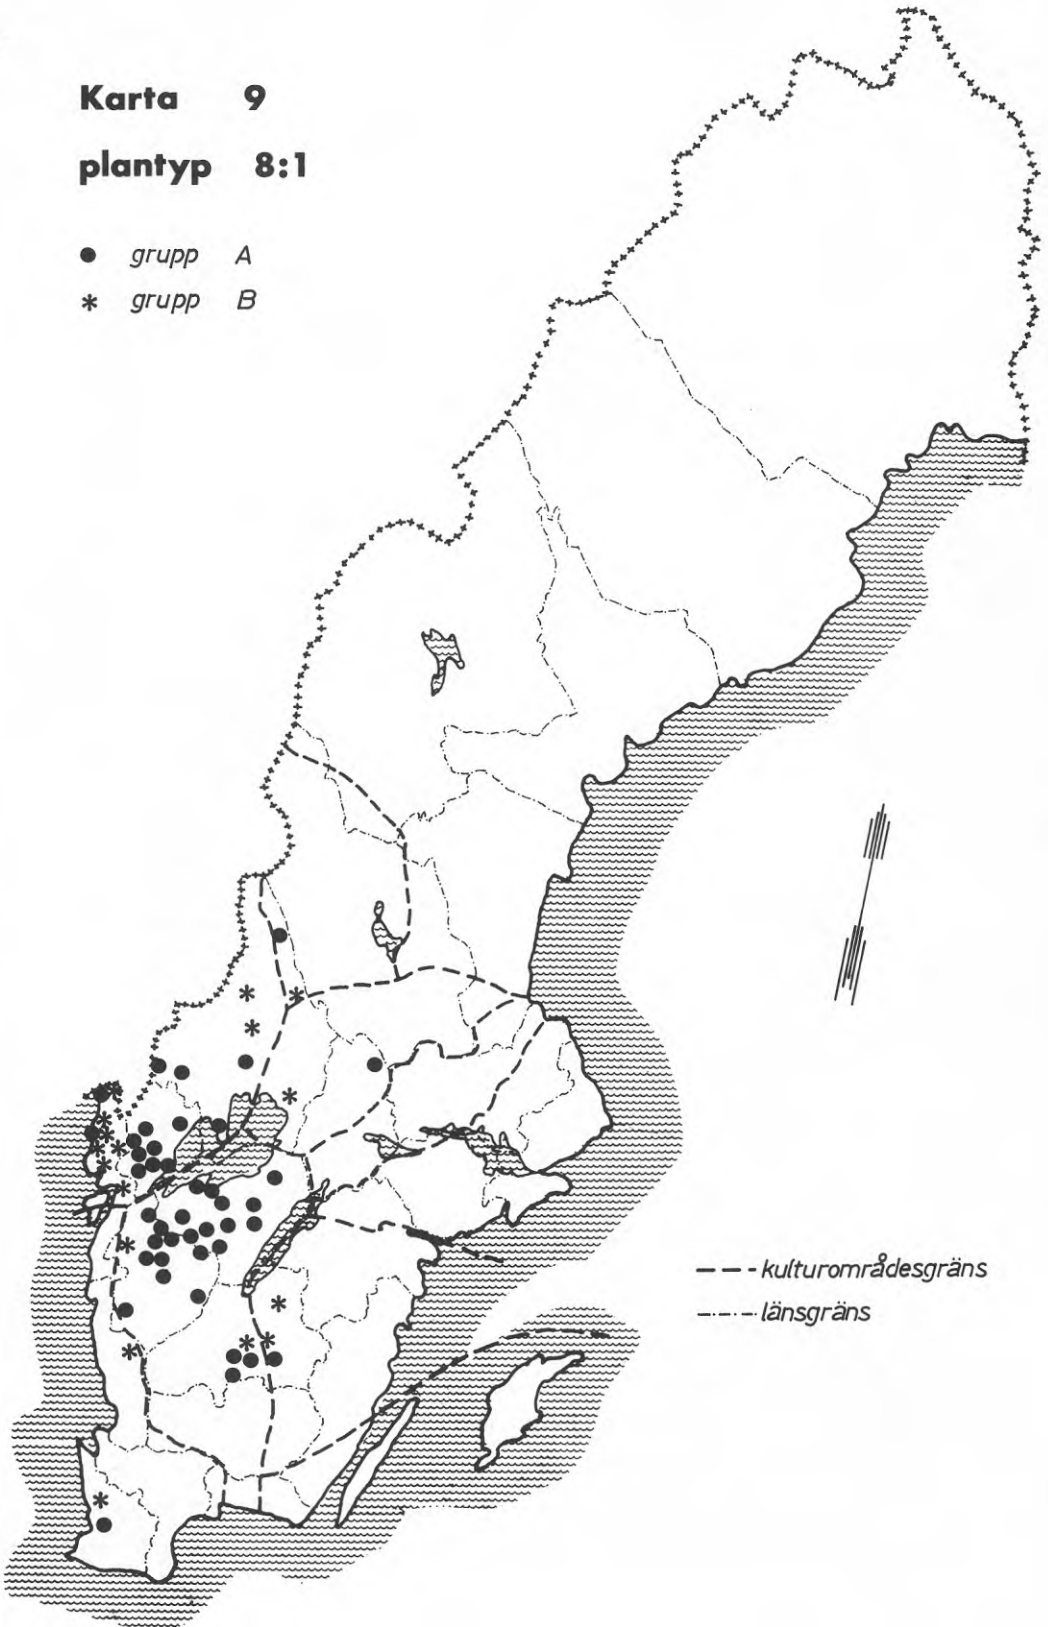 Karta 9
plantyp 8:1
● grupp A
* grupp B
kulturområdesgräns
länsgräns